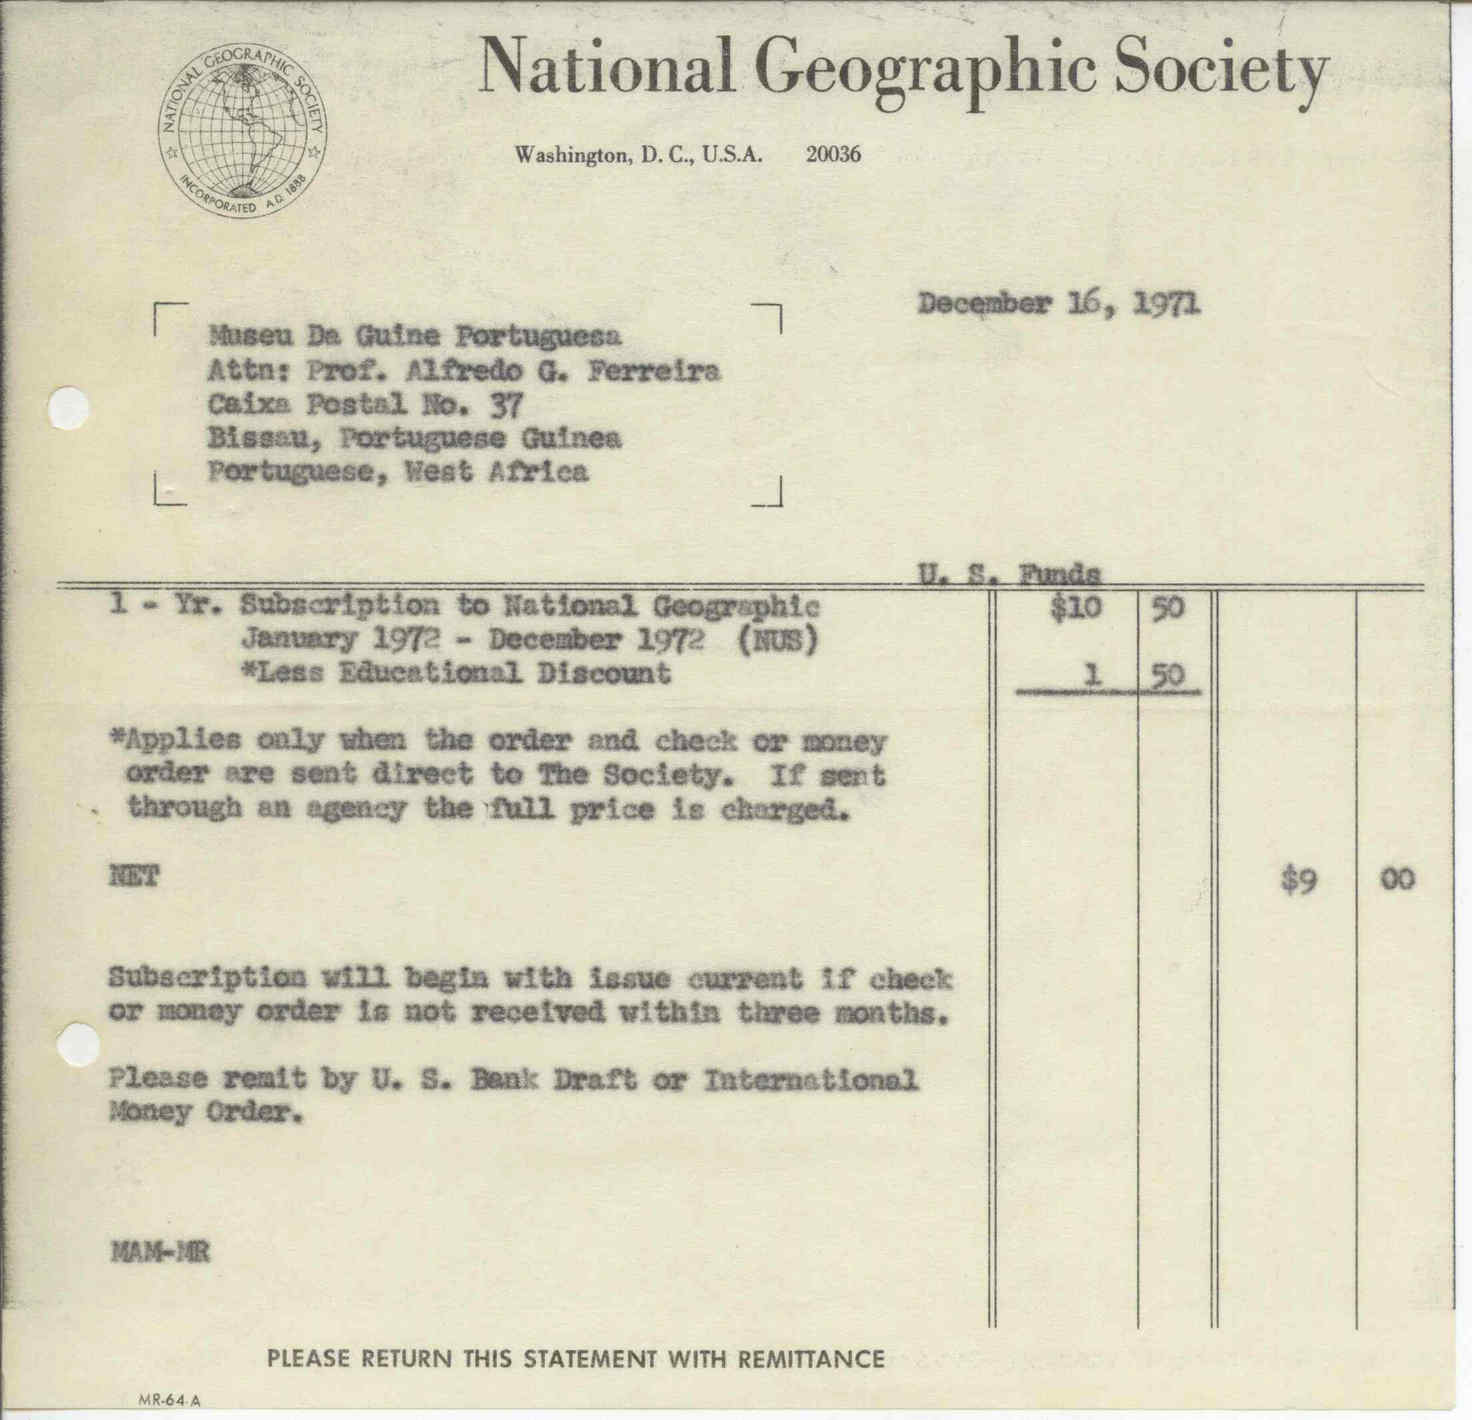 National Geographic Society
NATIONAL GEOGRAPHIC SOCIETY
INCORPORATED A.D. 1888
Washington, D. C., U.S.A. 20036
December 16, 1971
Museu Da Guine Portuguesa
Attn: Prof. Alfredo G. Ferreira
Caixa Postal No. 37
Bissau, Portuguese Guinea
Portuguese, West Africa
U. S. Funds
1 - Yr. Subscription to National Geographic $10 50
January 1972 - December 1972 (NUS)
*Less Educational Discount 1 50
*Applies only when the order and check or money
order are sent direct to The Society. If sent
through an agency the full price is charged.
NET $9 00
Subscription will begin with issue current if check
or money order is not received within three months.
Please remit by U. S. Bank Draft or International
Money Order.
MAM-MR
PLEASE RETURN THIS STATEMENT WITH REMITTANCE
MR-64-A